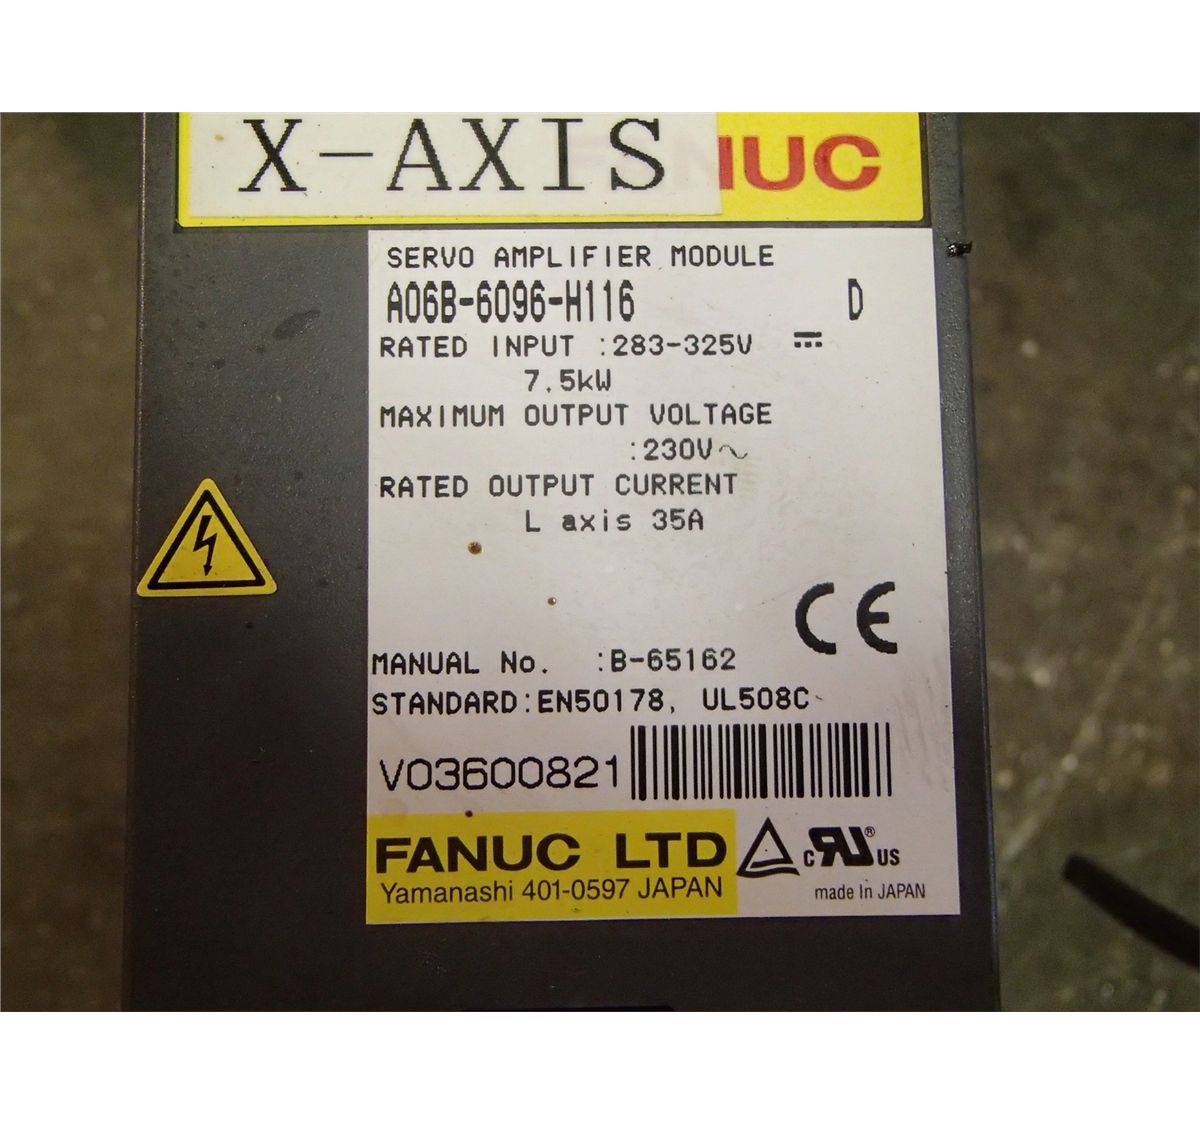 X-AXIS FANUC
SERVO AMPLIFIER MODULE
A06B-6096-H116 D
RATED INPUT :283-325V ⎓
7.5kW
MAXIMUM OUTPUT VOLTAGE
:230V~
RATED OUTPUT CURRENT
L axis 35A
CE
MANUAL No. :B-65162
STANDARD:EN50178, UL508C
V03600821
FANUC LTD
Yamanashi 401-0597 JAPAN
c RU® US
made In JAPAN